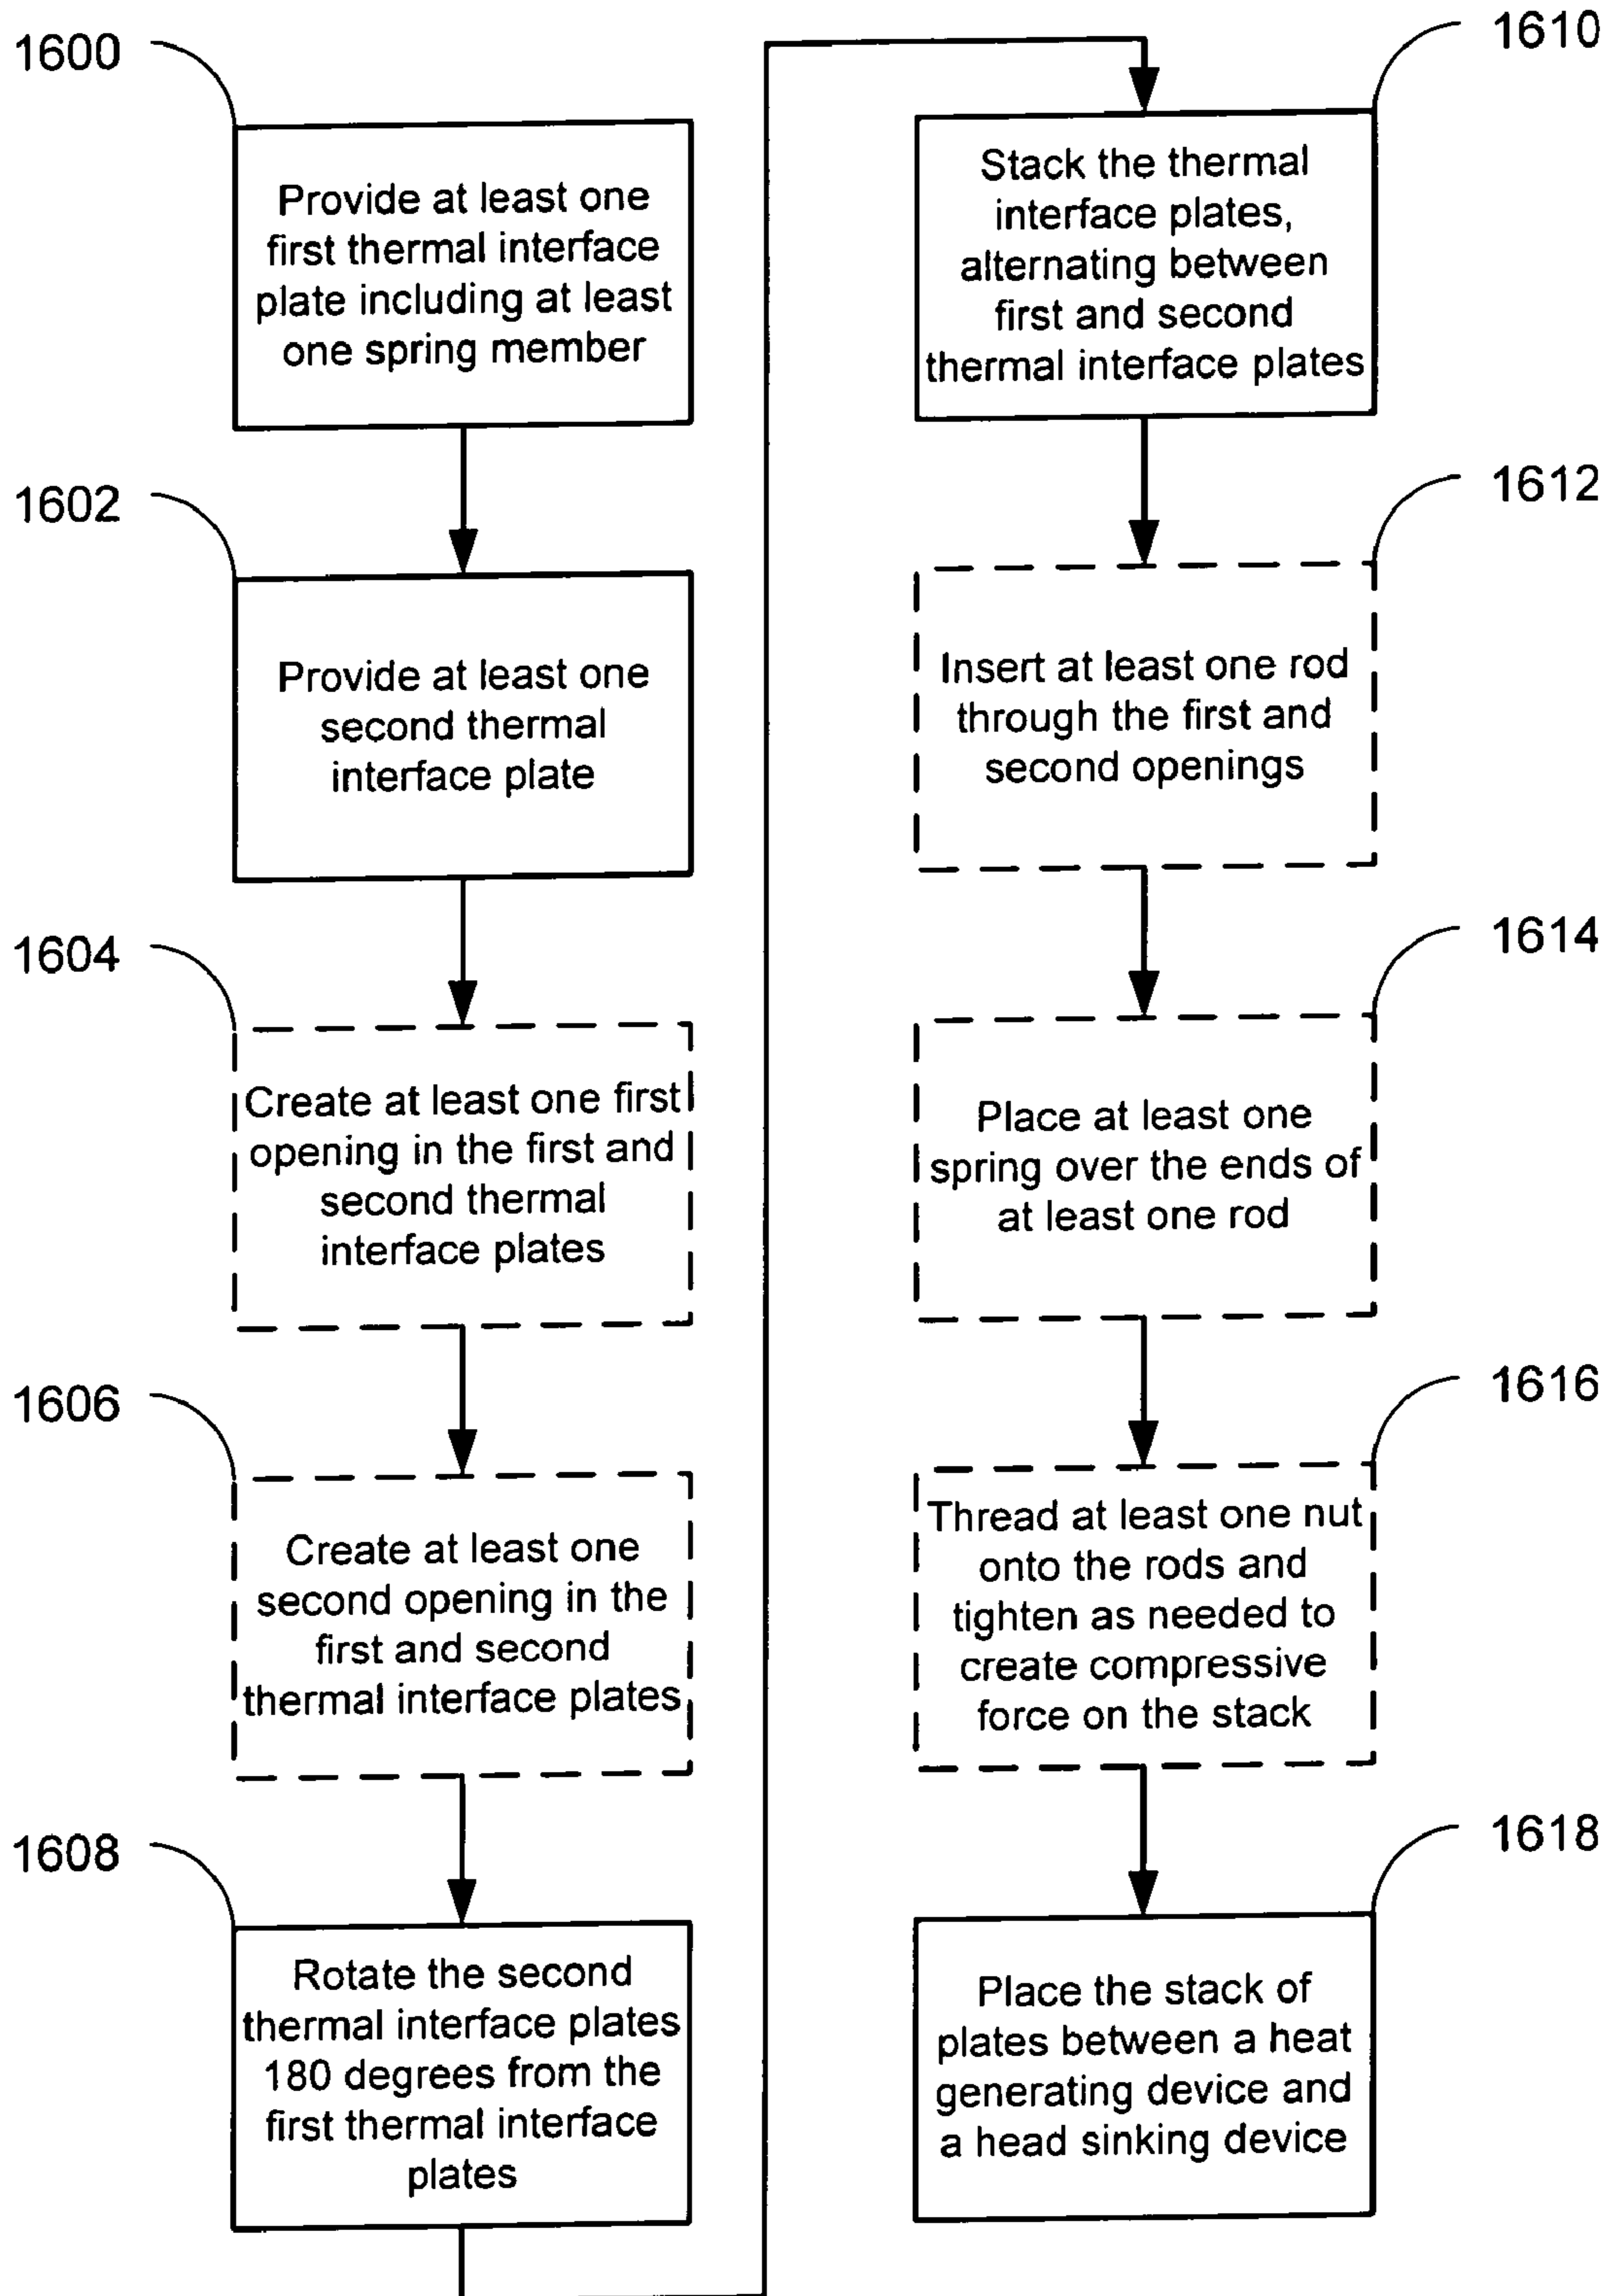 1600
Provide at least one
first thermal interface
plate including at least
one spring member
1602
Provide at least one
second thermal
interface plate
1604
Create at least one first
opening in the first and
second thermal
interface plates
1606
Create at least one
second opening in the
first and second
thermal interface plates
1608
Rotate the second
thermal interface plates
180 degrees from the
first thermal interface
plates
1610
Stack the thermal
interface plates,
alternating between
first and second
thermal interface plates
1612
Insert at least one rod
through the first and
second openings
1614
Place at least one
spring over the ends of
at least one rod
1616
Thread at least one nut
onto the rods and
tighten as needed to
create compressive
force on the stack
1618
Place the stack of
plates between a heat
generating device and
a head sinking device